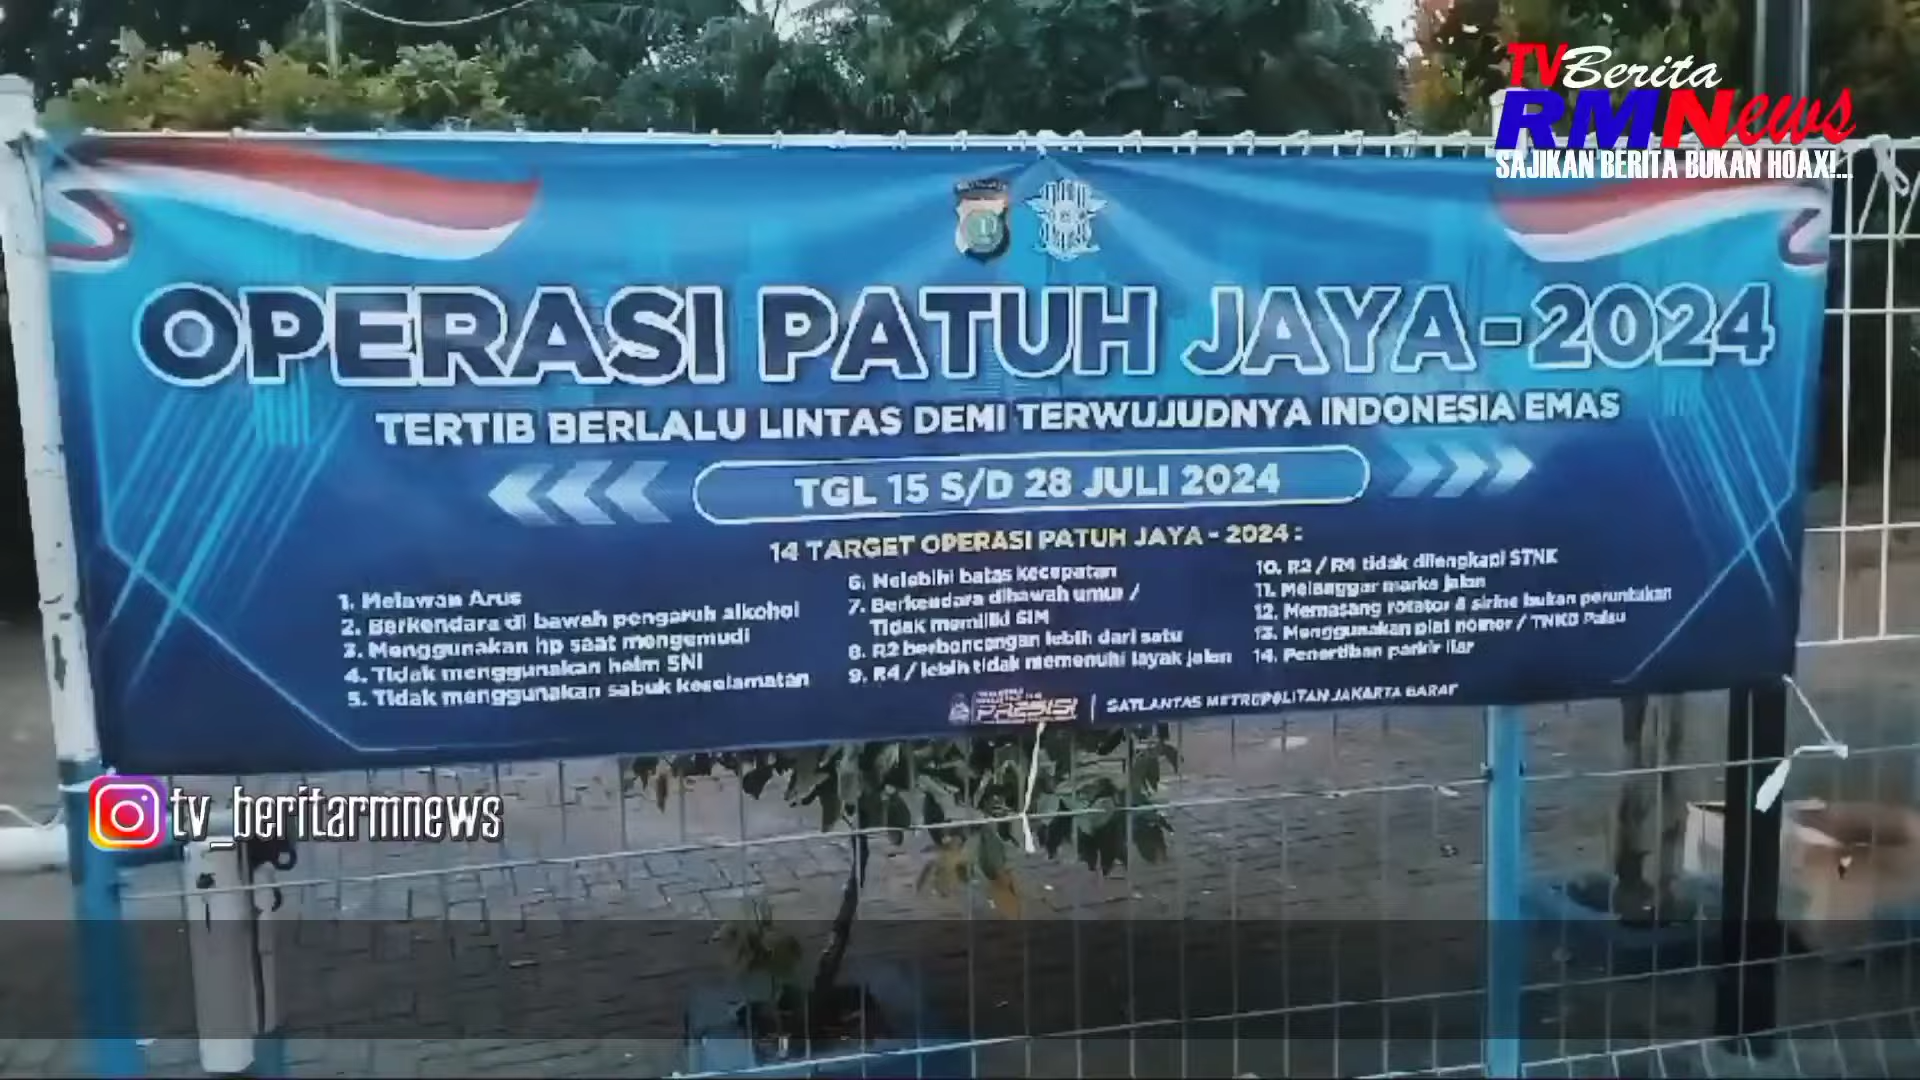 TVBerita
RMNews
SAJIKAN BERITA BUKAN HOAX!...
OPERASI PATUH JAYA - 2024
TERTIB BERLALU LINTAS DEMI TERWUJUDNYA INDONESIA EMAS
TGL 15 S/D 28 JULI 2024
14 TARGET OPERASI PATUH JAYA - 2024 :
1. Melawan Arus
2. Berkendara di bawah pengaruh alkohol
3. Menggunakan hp saat mengemudi
4. Tidak menggunakan helm SNI
5. Tidak menggunakan sabuk keselamatan
6. Melebihi batas kecepatan
7. Berkendara dibawah umur /
Tidak memiliki SIM
8. R2 berboncengan lebih dari satu
9. R4 / lebih tidak memenuhi layak jalan
10. R2 / R4 tidak dilengkapi STNK
11. Melanggar marka jalan
12. Memasang rotator & sirine bukan peruntukan
13. Menggunakan plat nomor / TNKB Palsu
14. Penertiban parkir liar
PRESISI
SATLANTAS METROPOLITAN JAKARTA BARAT
tv_beritarmnews